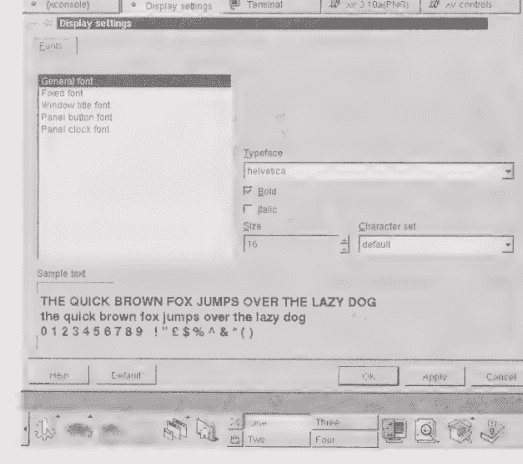 (xconsole)
Display settings
Terminal
xv 3.10a(PNG)
xv controls
Display settings
Fonts
General font
Fixed font
Window title font
Panel button font
Panel clock font
Typeface
helvetica
Bold
Italic
Size
Character set
16
default
Sample text
THE QUICK BROWN FOX JUMPS OVER THE LAZY DOG
the quick brown fox jumps over the lazy dog
0 1 2 3 4 5 6 7 8 9 ! " £ $ % ^ & * ( )
Help
Default
OK
Apply
Cancel
One
Three
Two
Four